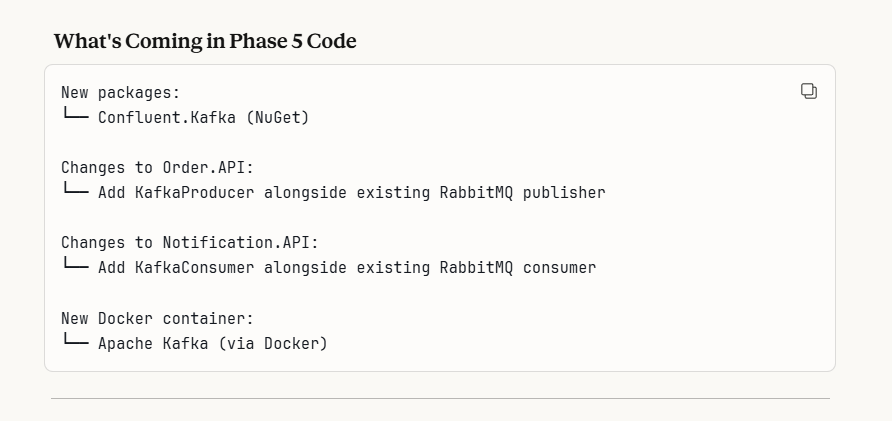 What's Coming in Phase 5 Code
New packages:
└── Confluent.Kafka (NuGet)
Changes to Order.API:
└── Add KafkaProducer alongside existing RabbitMQ publisher
Changes to Notification.API:
└── Add KafkaConsumer alongside existing RabbitMQ consumer
New Docker container:
└── Apache Kafka (via Docker)